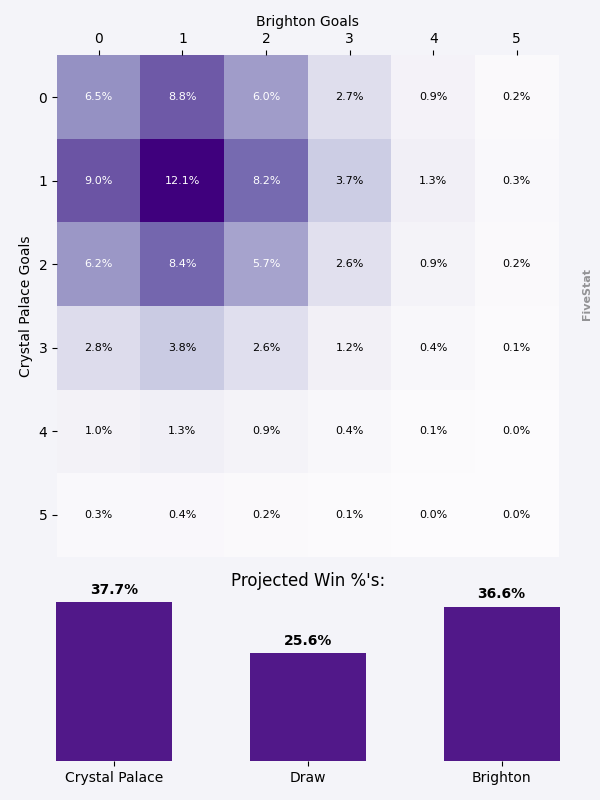 Brighton Goals
0 1 2 3 4 5
0 6.5% 8.8% 6.0% 2.7% 0.9% 0.2%
1 9.0% 12.1% 8.2% 3.7% 1.3% 0.3%
2 6.2% 8.4% 5.7% 2.6% 0.9% 0.2%
3 2.8% 3.8% 2.6% 1.2% 0.4% 0.1%
4 1.0% 1.3% 0.9% 0.4% 0.1% 0.0%
5 0.3% 0.4% 0.2% 0.1% 0.0% 0.0%
Crystal Palace Goals
FiveStat
Projected Win %'s:
37.7% 25.6% 36.6%
Crystal Palace Draw Brighton